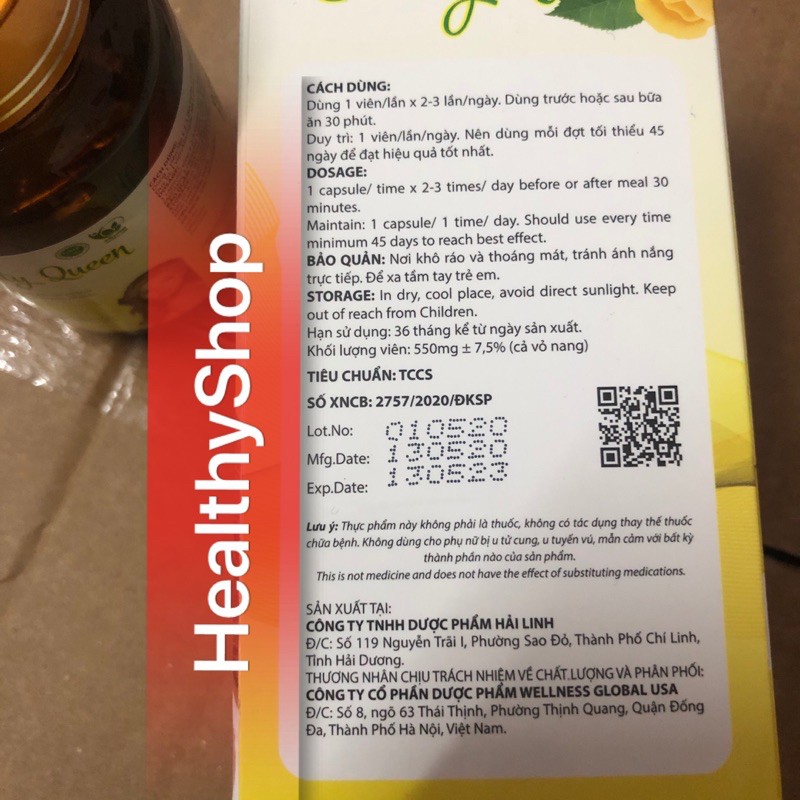 CÁCH DÙNG:
Dùng 1 viên/lần x 2-3 lần/ngày. Dùng trước hoặc sau bữa
ăn 30 phút.
Duy trì: 1 viên/lần/ngày. Nên dùng mỗi đợt tối thiểu 45
ngày để đạt hiệu quả tốt nhất.
DOSAGE:
1 capsule/ time x 2-3 times/ day before or after meal 30
minutes.
Maintain: 1 capsule/ 1 time/ day. Should use every time
minimum 45 days to reach best effect.
BẢO QUẢN: Nơi khô ráo và thoáng mát, tránh ánh nắng
trực tiếp. Để xa tầm tay trẻ em.
STORAGE: In dry, cool place, avoid direct sunlight. Keep
out of reach from Children.
Hạn sử dụng: 36 tháng kể từ ngày sản xuất.
Khối lượng viên: 550mg ± 7,5% (cả vỏ nang)
TIÊU CHUẨN: TCCS
SỐ XNCB: 2757/2020/ĐKSP
Lot.No: 010520
Mfg.Date: 130520
Exp.Date: 130523
Lưu ý: Thực phẩm này không phải là thuốc, không có tác dụng thay thế thuốc
chữa bệnh. Không dùng cho phụ nữ bị u tử cung, u tuyến vú, mẫn cảm với bất kỳ
thành phần nào của sản phẩm.
This is not medicine and does not have the effect of substituting medications.
SẢN XUẤT TẠI:
CÔNG TY TNHH DƯỢC PHẨM HẢI LINH
Đ/C: Số 119 Nguyễn Trãi I, Phường Sao Đỏ, Thành Phố Chí Linh,
Tỉnh Hải Dương.
THƯƠNG NHÂN CHỊU TRÁCH NHIỆM VỀ CHẤT LƯỢNG VÀ PHÂN PHỐI:
CÔNG TY CỔ PHẦN DƯỢC PHẨM WELLNESS GLOBAL USA
Đ/C: Số 8, ngõ 63 Thái Thịnh, Phường Thịnh Quang, Quận Đống
Đa, Thành Phố Hà Nội, Việt Nam.
HealthyShop
Queen